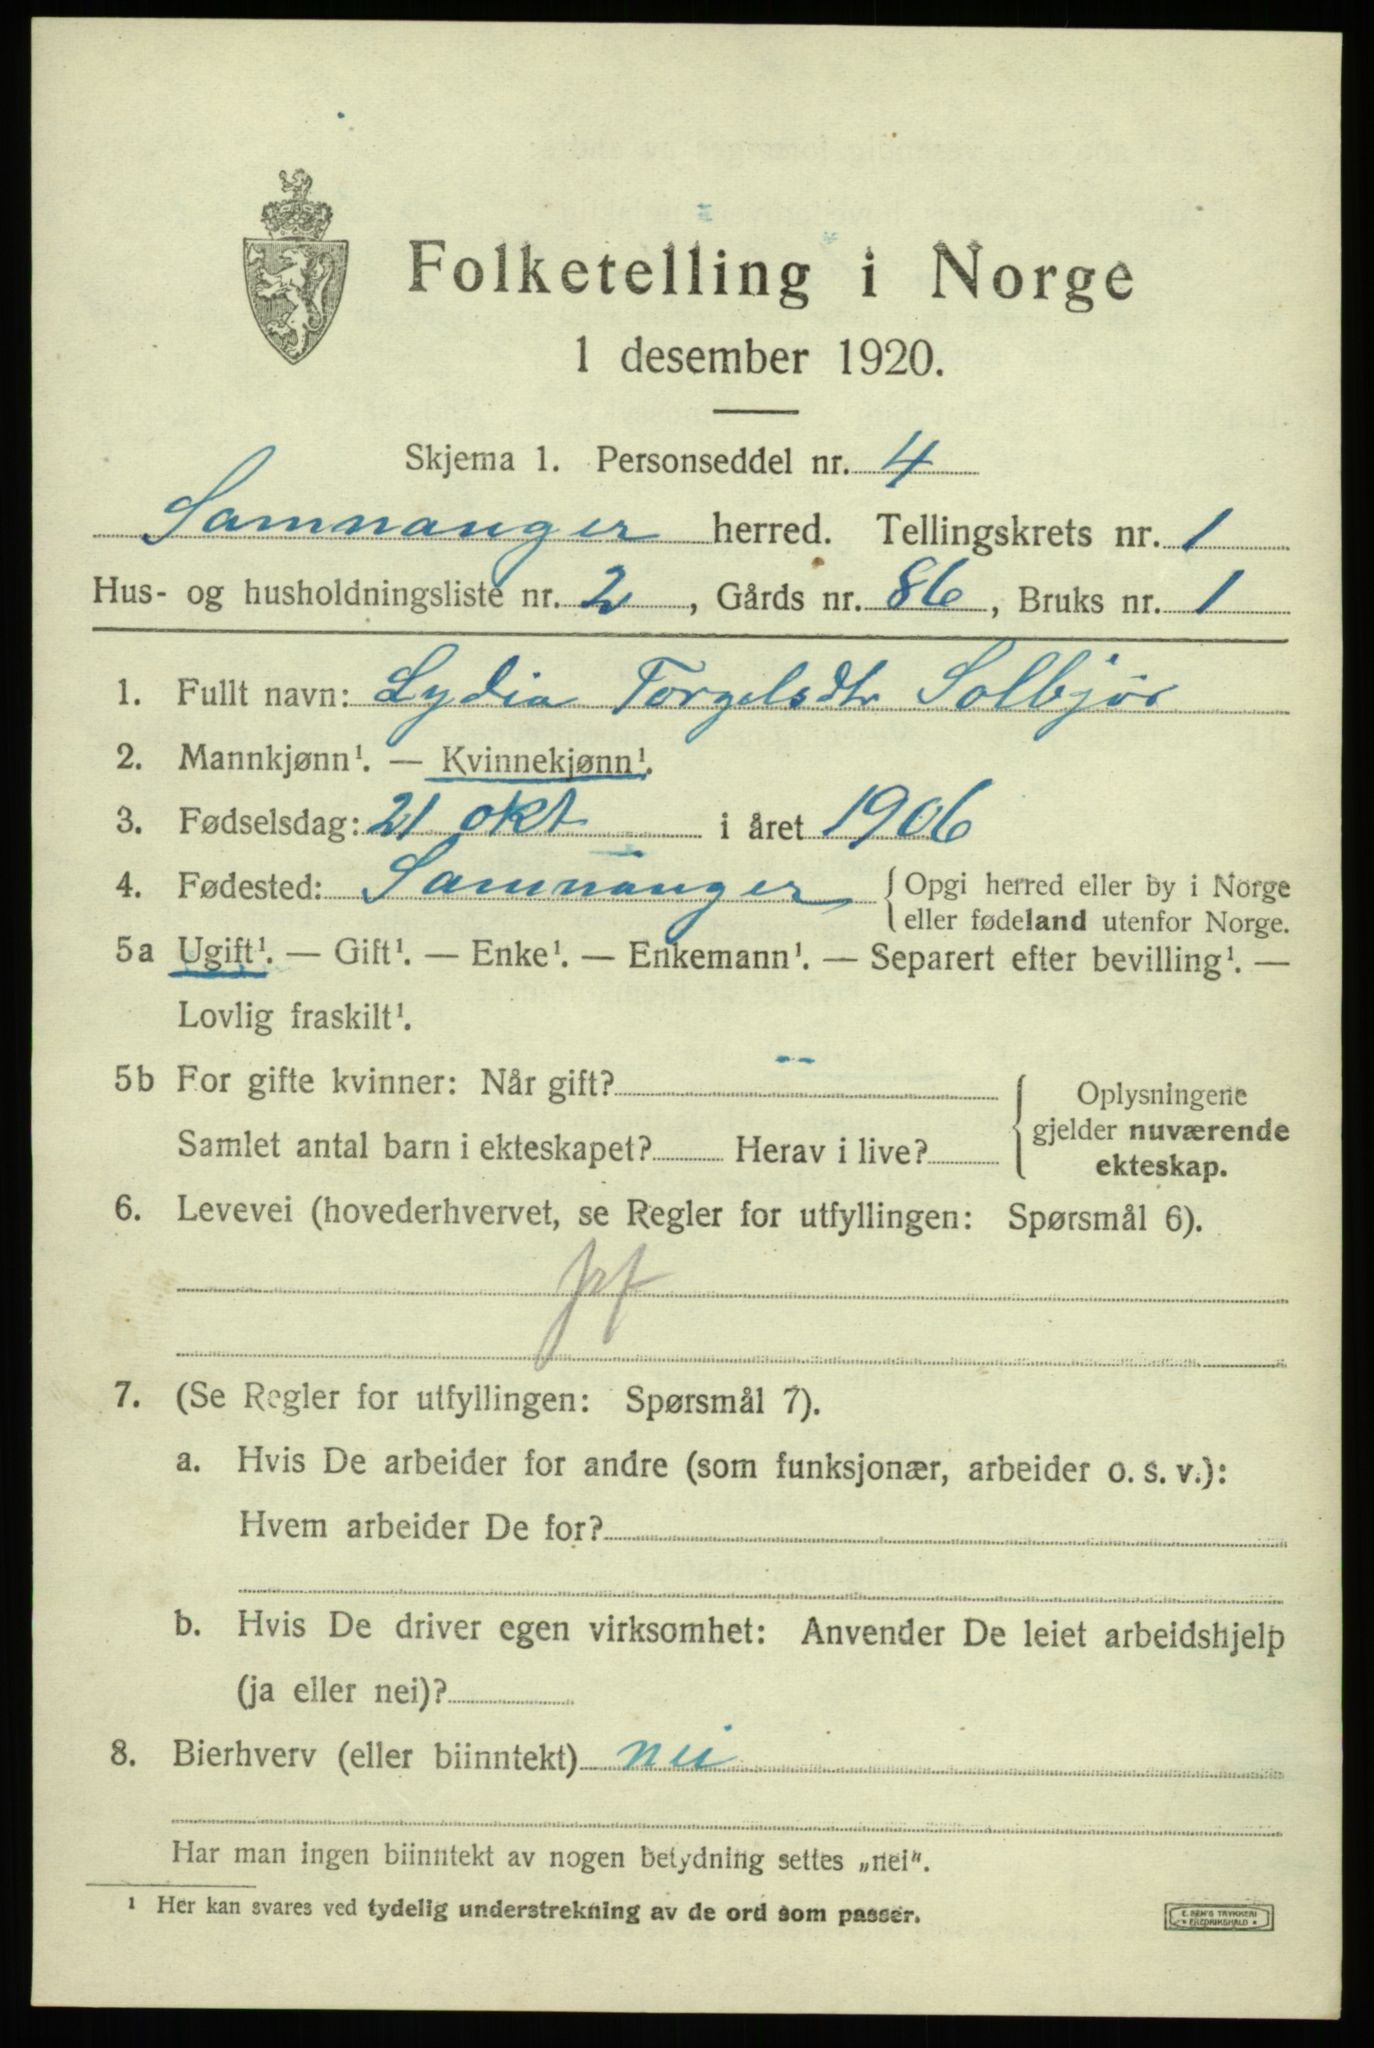 Folketelling i Norge
1 desember 1920.
Skjema 1. Personseddel nr. 4
Samnanger herred. Tellingskrets nr. 1
Hus- og husholdningsliste nr. 2, Gårds nr. 86, Bruks nr. 1
1. Fullt navn: Lydia Torgelsdtr Solbjør
2. Mannkjønn¹. — Kvinnekjønn¹.
3. Fødselsdag: 21 okt i året 1906
4. Fødested: Samnanger { Opgi herred eller by i Norge
eller fødeland utenfor Norge.
5a Ugift¹. — Gift¹. — Enke¹. — Enkemann¹. — Separert efter bevilling¹. —
Lovlig fraskilt¹.
5b For gifte kvinner: Når gift?
Samlet antal barn i ekteskapet? Herav i live?
Oplysningene
gjelder nuværende
ekteskap.
6. Levevei (hovederhvervet, se Regler for utfyllingen: Spørsmål 6).
7. (Se Regler for utfyllingen: Spørsmål 7).
a. Hvis De arbeider for andre (som funksjonær, arbeider o. s. v.):
Hvem arbeider De for?
b. Hvis De driver egen virksomhet: Anvender De leiet arbeidshjelp
(ja eller nei)?
8. Bierhverv (eller biinntekt) nei
Har man ingen biinntekt av nogen betydning settes „nei".
¹ Her kan svares ved tydelig understrekning av de ord som passer.
E. SEM'S TRYKKERI
FREDRIKSHALD